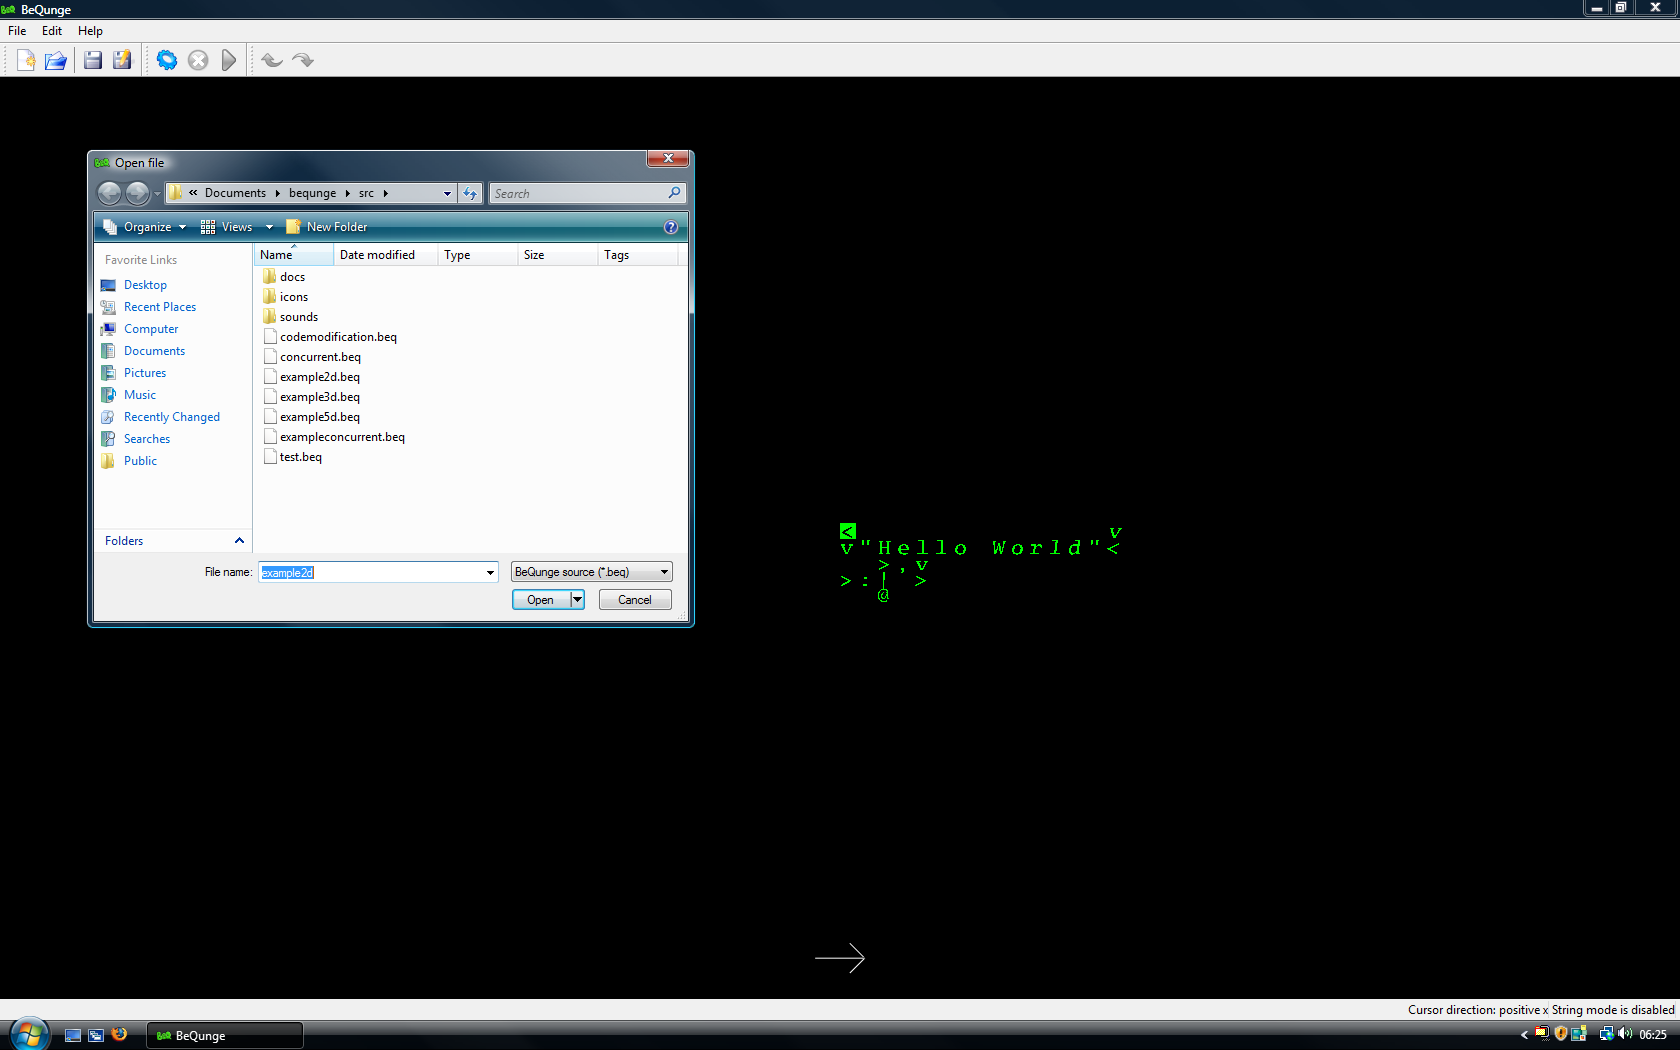 BeQunge
File Edit Help
Open file
« Documents bequnge src
Search
Organize Views New Folder
Favorite Links
Desktop
Recent Places
Computer
Documents
Pictures
Music
Recently Changed
Searches
Public
Folders
Name Date modified Type Size Tags
docs
icons
sounds
codemodification.beq
concurrent.beq
example2d.beq
example3d.beq
example5d.beq
exampleconcurrent.beq
test.beq
File name: example2d BeQunge source (*.beq)
Open Cancel
< v
v"Hello World"<
>,v
>:| >
@
Cursor direction: positive x String mode is disabled
BeQunge
06:25